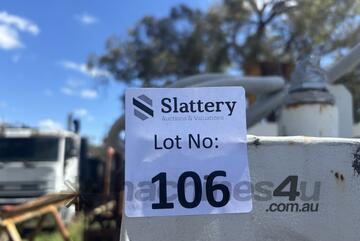 Slattery
Auctions & Valuations
Lot No:
106
machines4u
.com.au